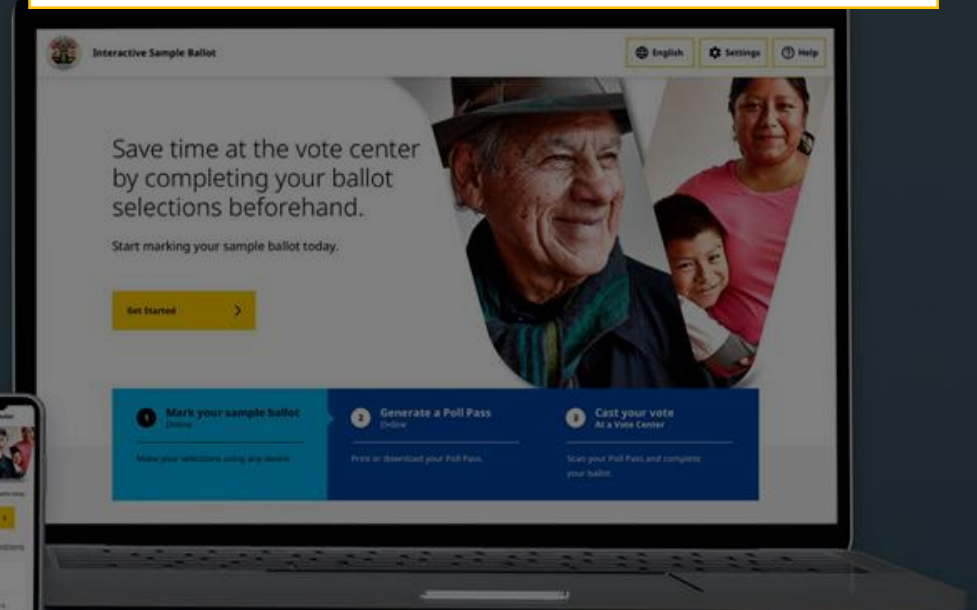 Interactive Sample Ballot
English
Settings
Help
Save time at the vote center
by completing your ballot
selections beforehand.
Start marking your sample ballot today.
Get Started
1
Mark your sample ballot
Online
Make your selections using any device.
2
Generate a Poll Pass
Online
Print or download your Poll Pass.
3
Cast your vote
At a Vote Center
Scan your Poll Pass and complete
your ballot.